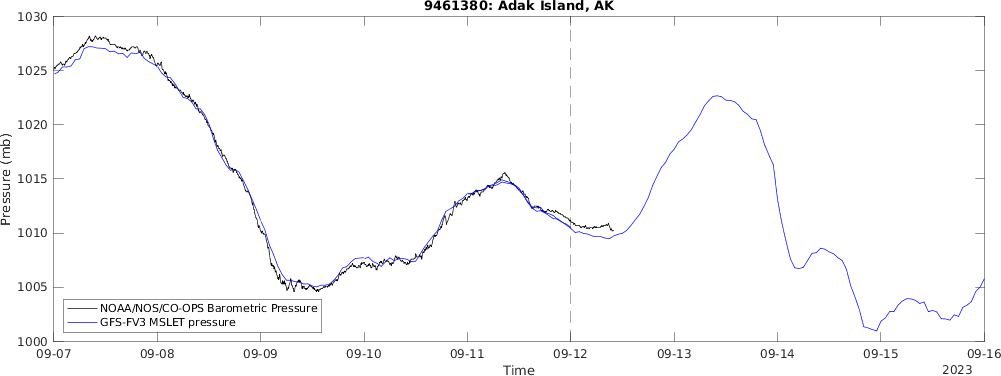 9461380: Adak Island, AK
Pressure (mb)
1030
1025
1020
1015
1010
1005
1000
NOAA/NOS/CO-OPS Barometric Pressure
GFS-FV3 MSLET pressure
09-07 09-08 09-09 09-10 09-11 09-12 09-13 09-14 09-15 09-16
Time
2023